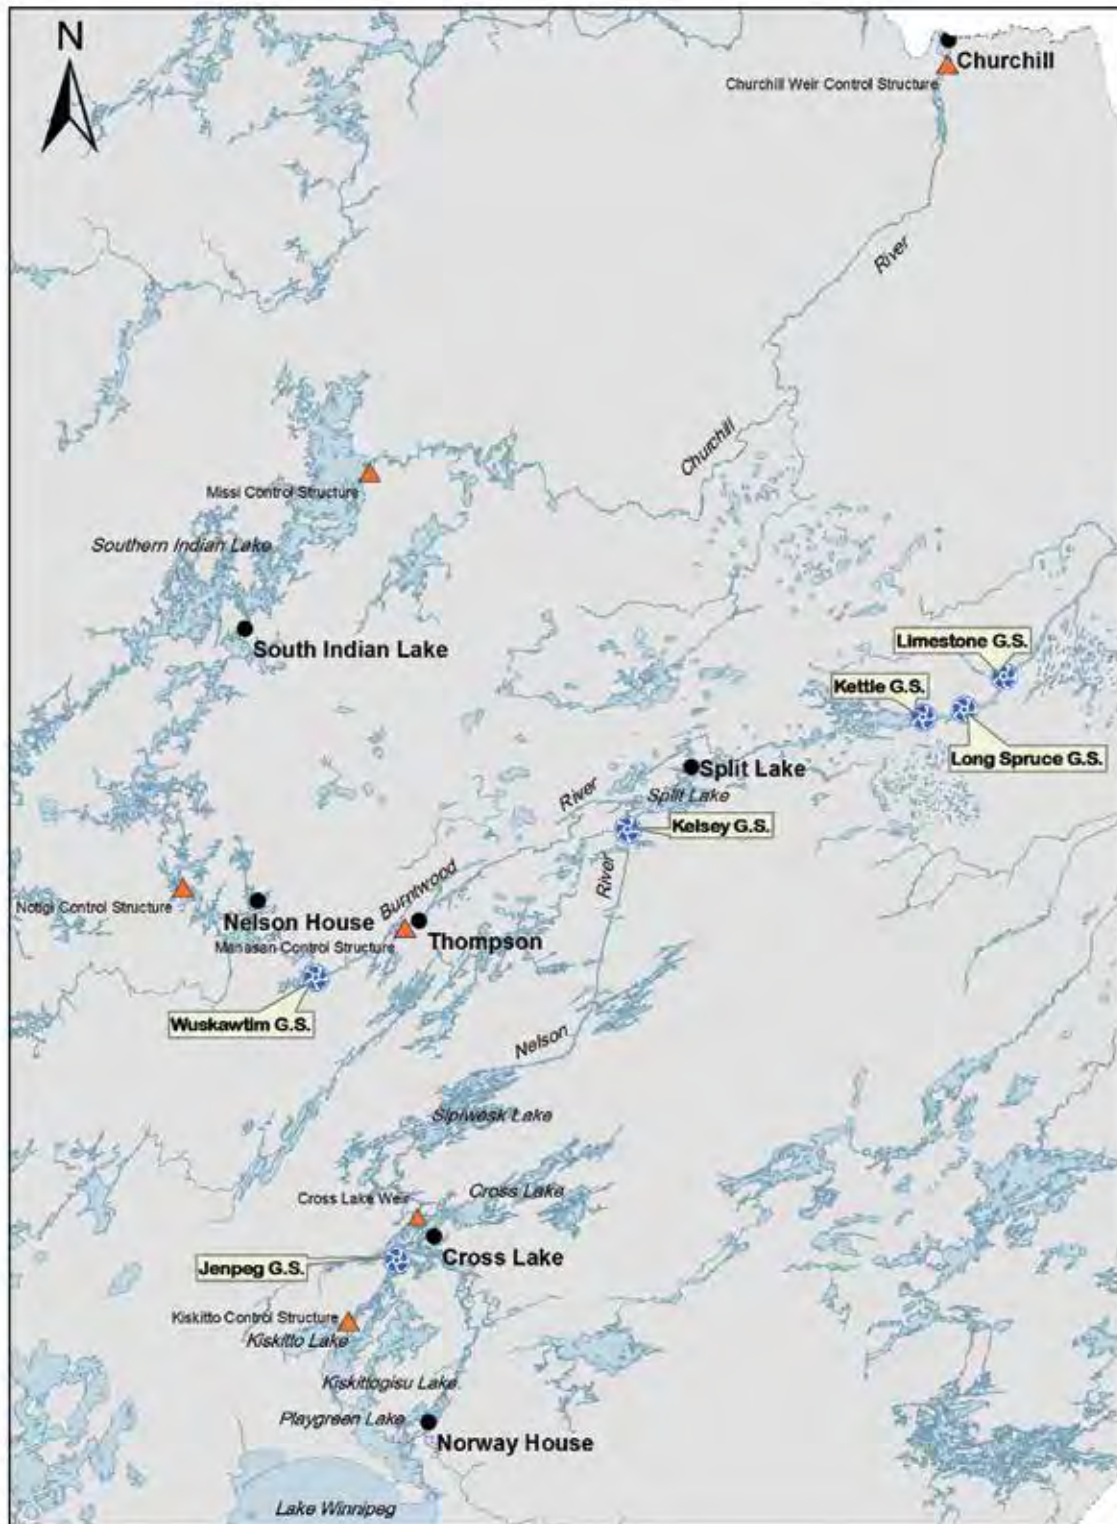 N
Churchill
Churchill Weir Control Structure
River
Churchill
Missi Control Structure
Southern Indian Lake
South Indian Lake
Limestone G.S.
Kettle G.S.
Long Spruce G.S.
Split Lake
River
Split Lake
Kelsey G.S.
River
Burntwood
Notigi Control Structure
Nelson House
Manasan Control Structure
Thompson
Wuskawtim G.S.
Nelson
Sipiwesk Lake
Cross Lake Weir
Cross Lake
Jenpeg G.S.
Cross Lake
Kiskitto Control Structure
Kiskitto Lake
Kiskittogisu Lake
Playgreen Lake
Norway House
Lake Winnipeg